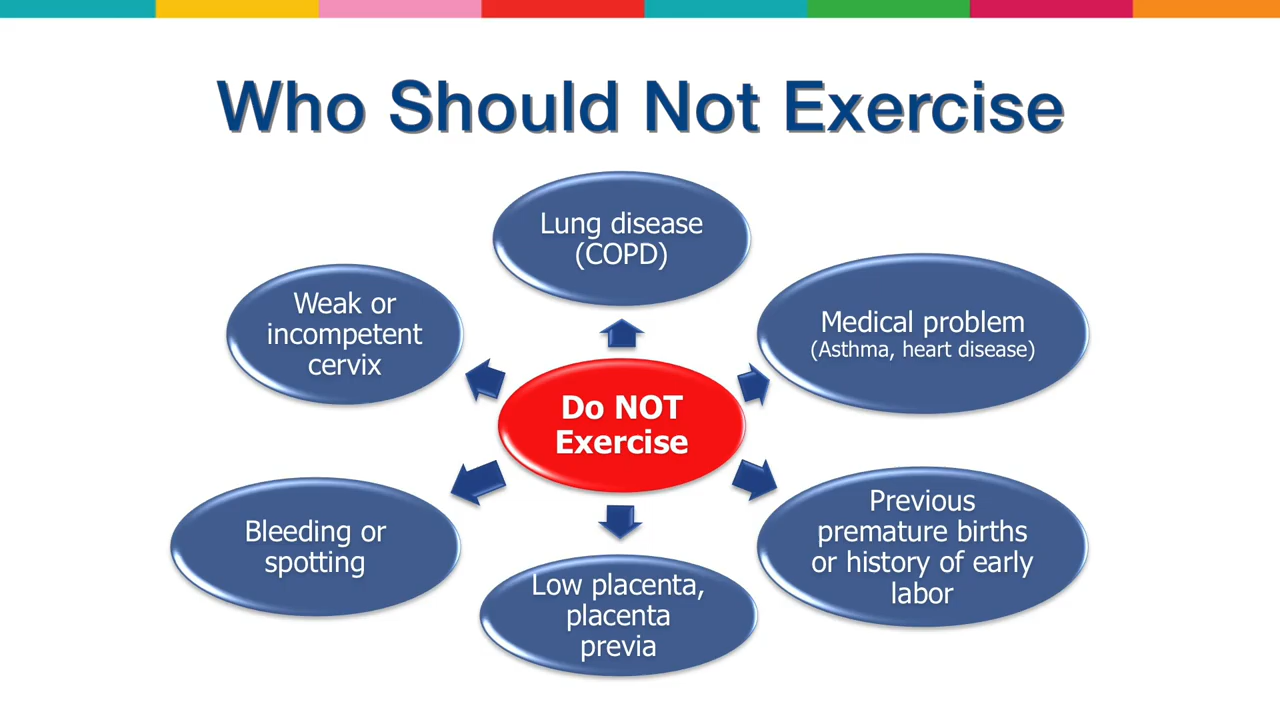 Who Should Not Exercise
Lung disease
(COPD)
Weak or
incompetent
cervix
Medical problem
(Asthma, heart disease)
Do NOT
Exercise
Bleeding or
spotting
Previous
premature births
or history of early
labor
Low placenta,
placenta
previa